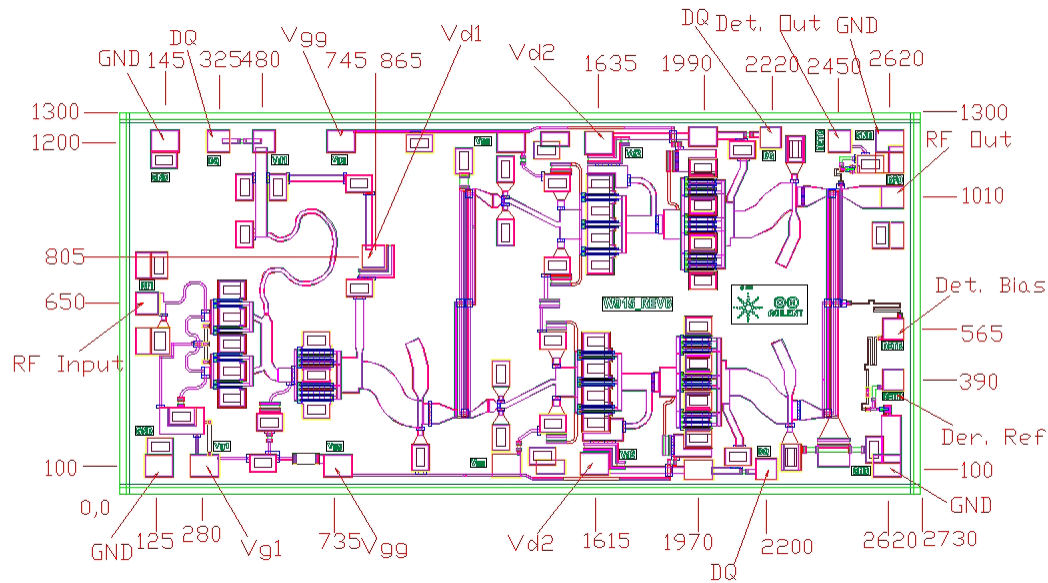 DQ Det. Out GND
GND DQ Vgg Vd1 Vd2
145 325 480 745 865 1635 1990 2220 2450 2620
1300 1300
1200 RF Out
1010
805
650 Det. Bias
W915_REVB
AGILENT
565
RF Input
390
Der. Ref
100 100
0,0 GND
125 280 735 1615 1970 2200 2620 2730
GND Vg1 Vgg Vd2
DQ